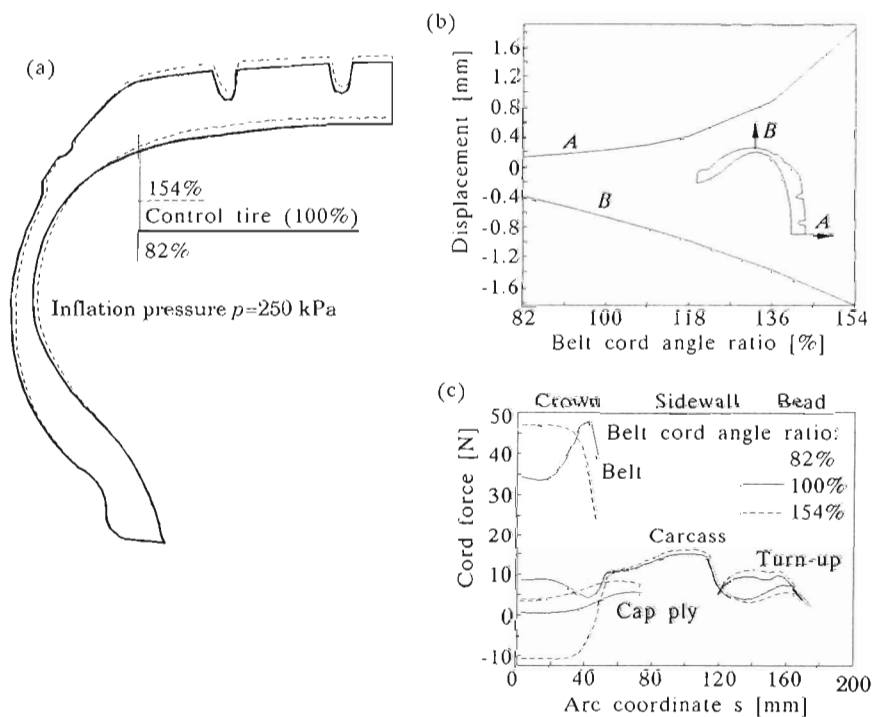 (a)
154%
Control tire (100%)
82%
Inflation pressure p=250 kPa
(b)
Displacement [mm]
1.6
1.2
0.8
0.4
0
-0.4
-0.8
-1.2
-1.6
A
B
B
A
82
100
118
136
154
Belt cord angle ratio [%]
(c)
Crown
Sidewall
Bead
Cord force [N]
50
40
30
20
10
0
-10
Belt cord angle ratio:
82%
100%
154%
Belt
Carcass
Turn-up
Cap ply
0
40
80
120
160
200
Arc coordinate s [mm]